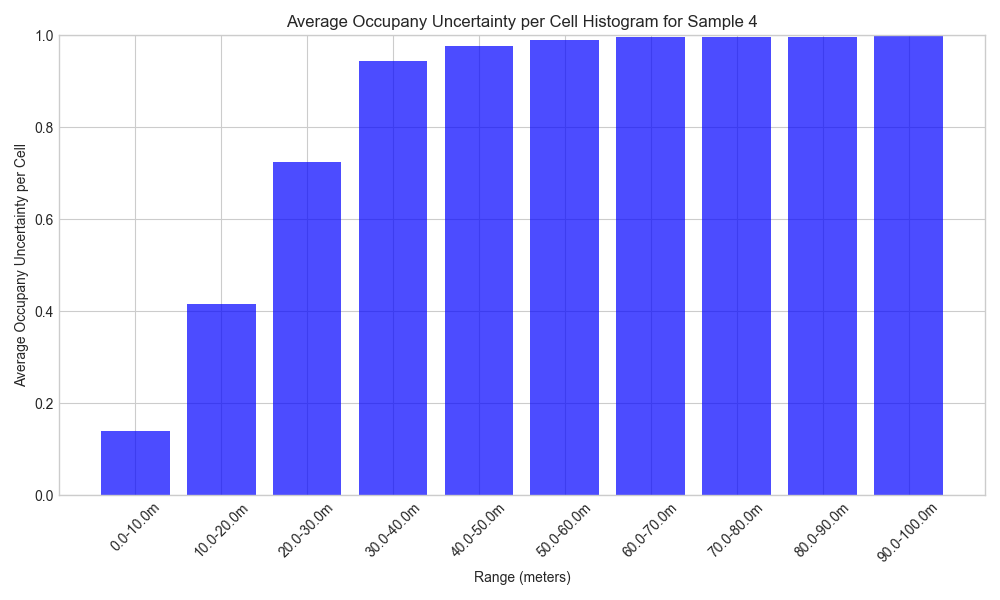 Average Occupany Uncertainty per Cell Histogram for Sample 4
Average Occupany Uncertainty per Cell
1.0
0.8
0.6
0.4
0.2
0.0
0.0-10.0m
10.0-20.0m
20.0-30.0m
30.0-40.0m
40.0-50.0m
50.0-60.0m
60.0-70.0m
70.0-80.0m
80.0-90.0m
90.0-100.0m
Range (meters)